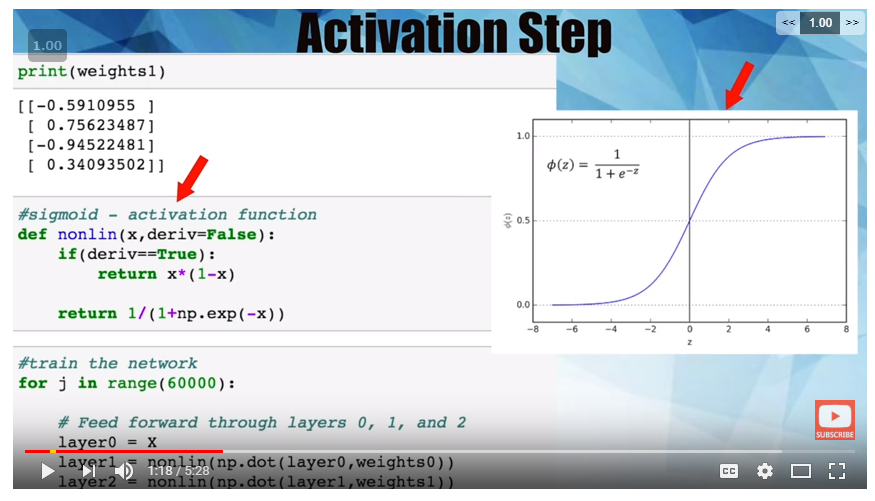 Activation Step
<< 1.00 >>
1.00
print(weights1)
[[-0.5910955 ]
[ 0.75623487]
[-0.94522481]
[ 0.34093502]]
#sigmoid - activation function
def nonlin(x,deriv=False):
if(deriv==True):
return x*(1-x)
return 1/(1+np.exp(-x))
ϕ(z) = 1 / 1 + e^-z
1.0
0.5
0.0
ϕ(z)
−8 −6 −4 −2 0 2 4 6 8
z
#train the network
for j in range(60000):
# Feed forward through layers 0, 1, and 2
layer0 = X
layer1 = nonlin(np.dot(layer0,weights0))
layer2 = nonlin(np.dot(layer1,weights1))
SUBSCRIBE
1:18 / 5:28
CC